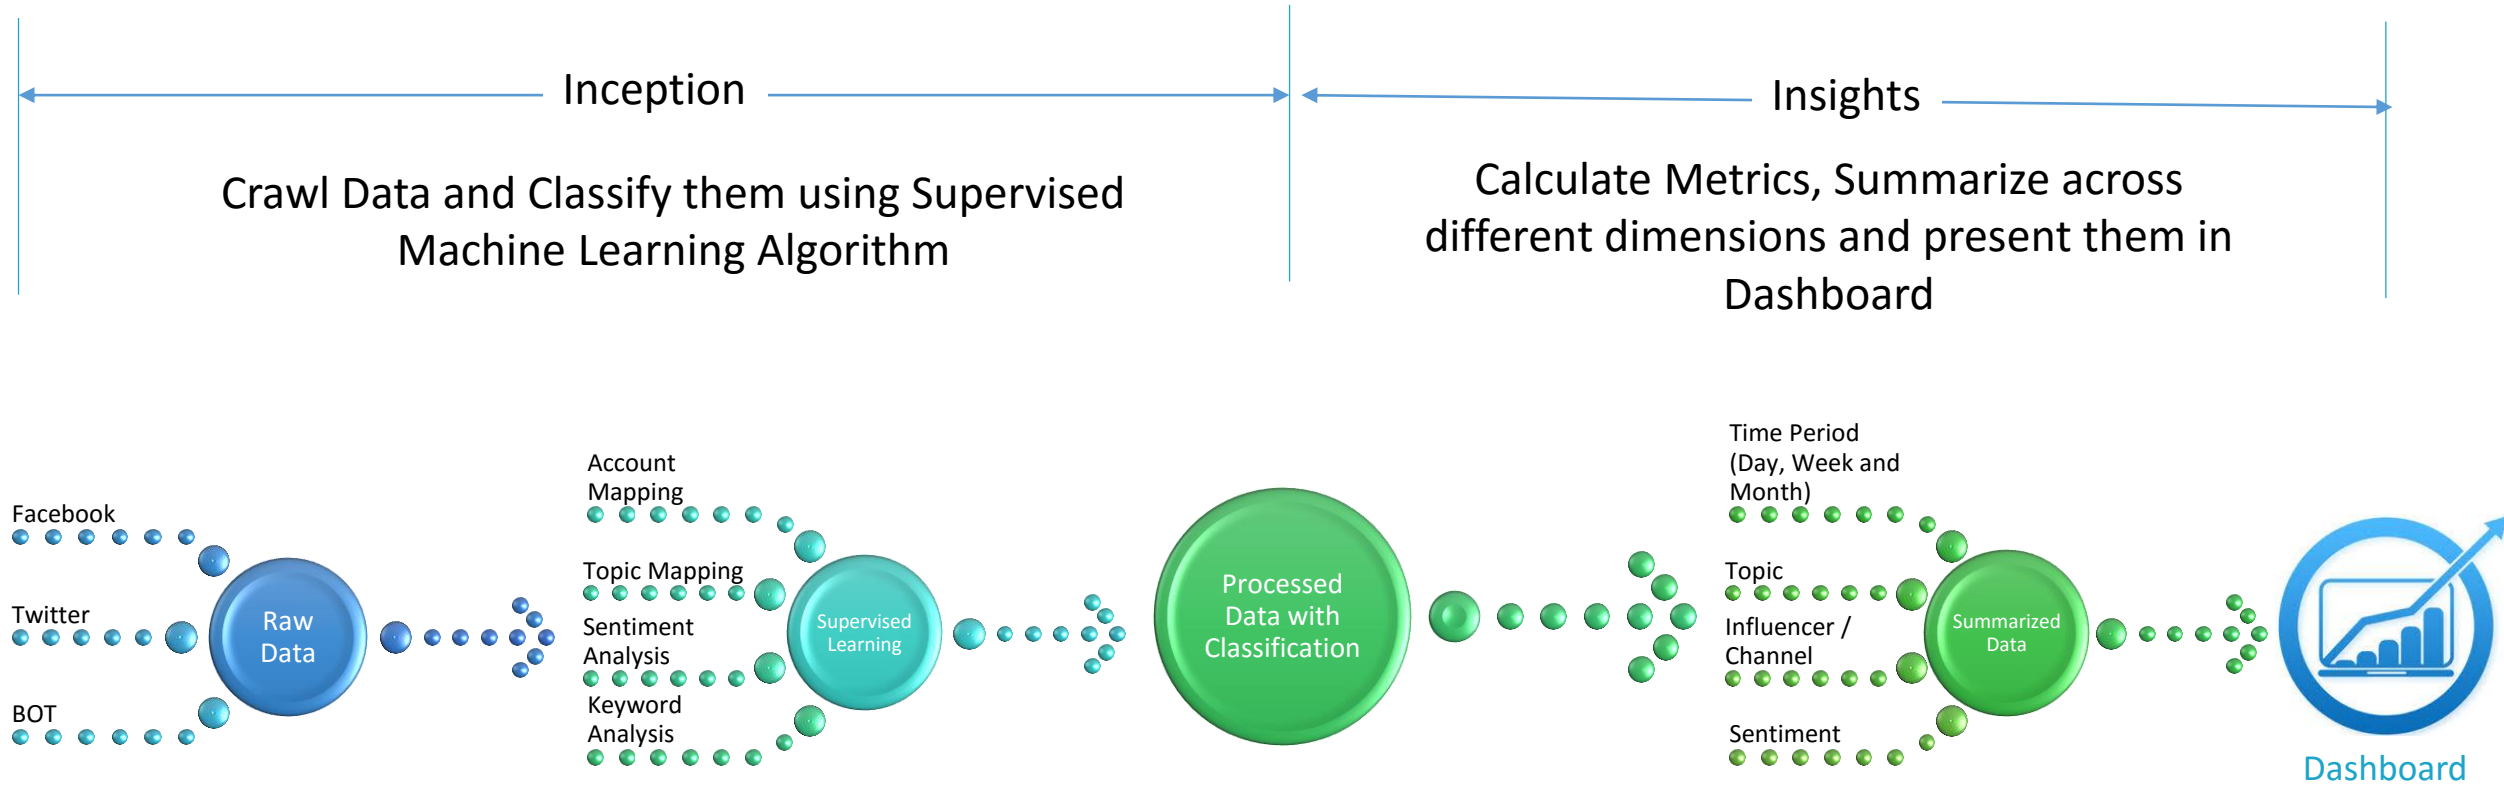 Inception
Crawl Data and Classify them using Supervised
Machine Learning Algorithm
Insights
Calculate Metrics, Summarize across
different dimensions and present them in
Dashboard
Facebook
Twitter
BOT
Raw
Data
Account
Mapping
Topic Mapping
Sentiment
Analysis
Keyword
Analysis
Supervised
Learning
Processed
Data with
Classification
Time Period
(Day, Week and
Month)
Topic
Influencer /
Channel
Sentiment
Summarized
Data
Dashboard